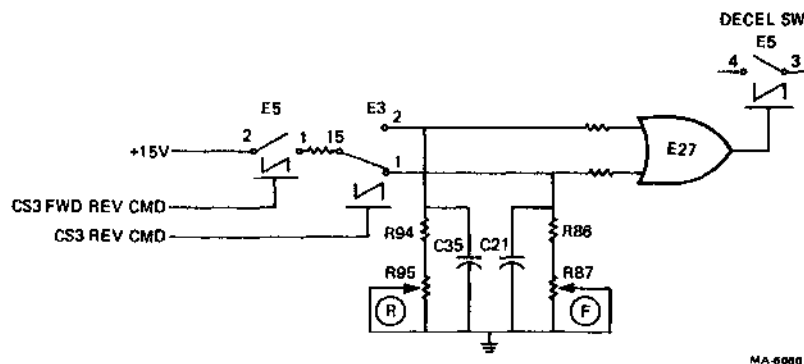 DECEL SW
E5
4 3
E5
E3
2
2 1 15
+15V
1
E27
CS3 FWD REV CMD
CS3 REV CMD
R94
C35
C21
R86
R95
R87
R
F
MA-6080